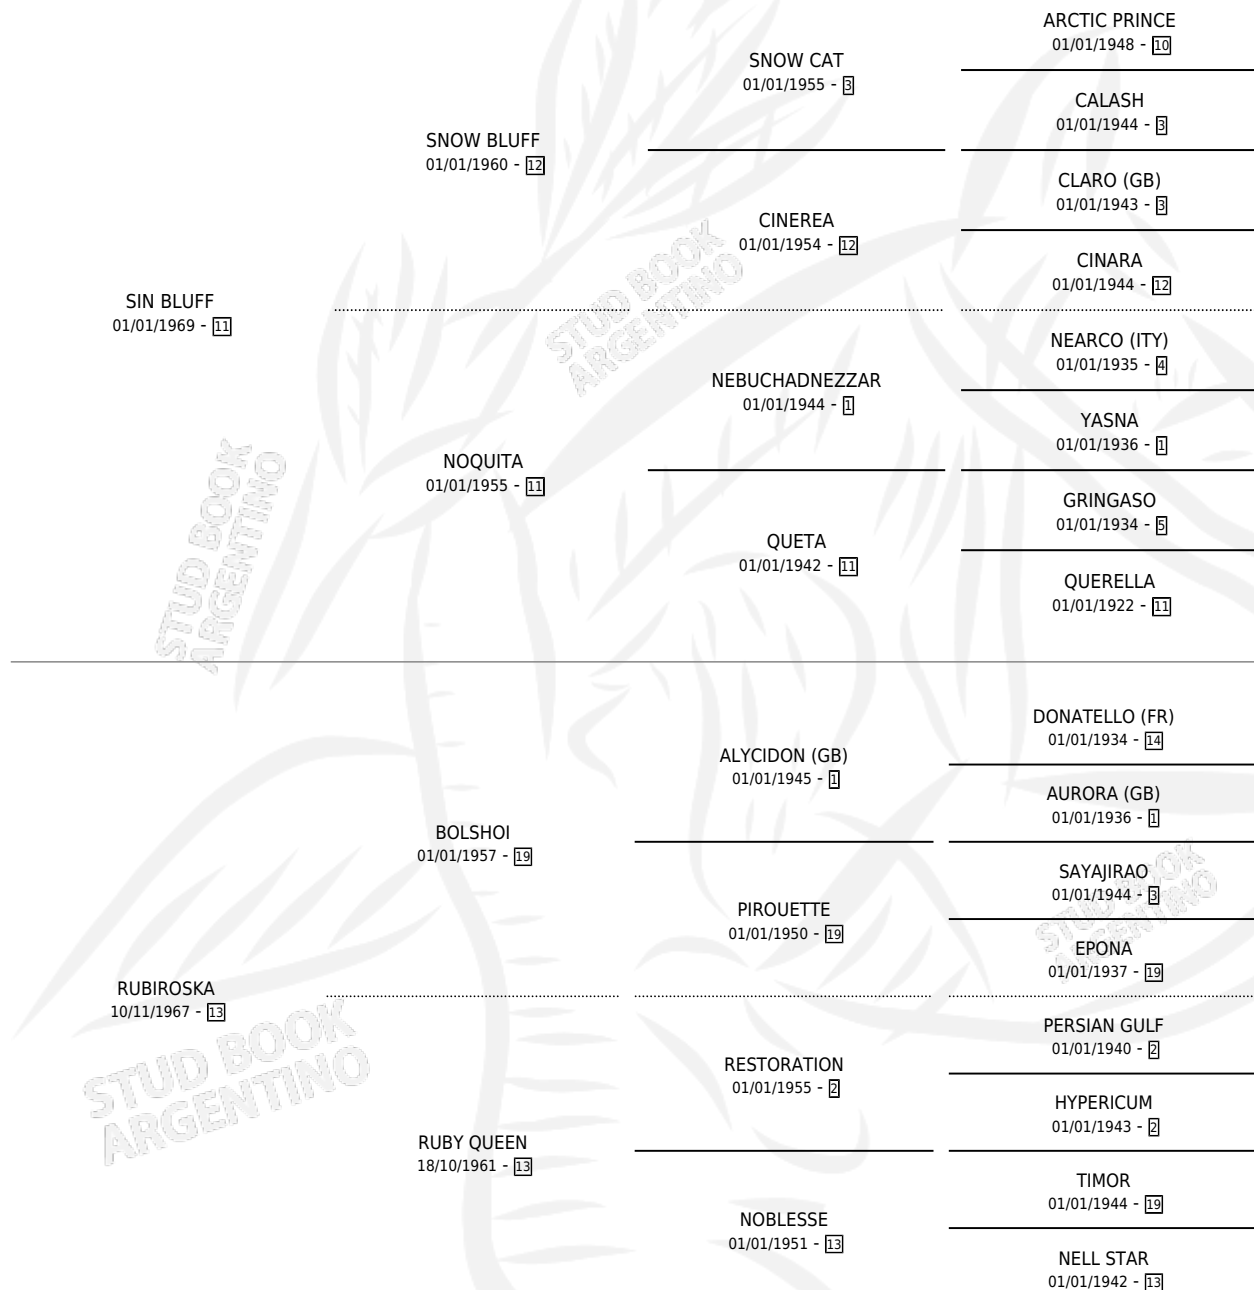 SIN BLUFF
01/01/1969 - 11
SNOW BLUFF
01/01/1960 - 12
SNOW CAT
01/01/1955 - 3
ARCTIC PRINCE
01/01/1948 - 10
CALASH
01/01/1944 - 3
CINEREA
01/01/1954 - 12
CLARO (GB)
01/01/1943 - 3
CINARA
01/01/1944 - 12
NOQUITA
01/01/1955 - 11
NEBUCHADNEZZAR
01/01/1944 - 1
NEARCO (ITY)
01/01/1935 - 4
YASNA
01/01/1936 - 1
QUETA
01/01/1942 - 11
GRINGASO
01/01/1934 - 5
QUERELLA
01/01/1922 - 11
RUBIROSKA
10/11/1967 - 13
BOLSHOI
01/01/1957 - 19
ALYCIDON (GB)
01/01/1945 - 1
DONATELLO (FR)
01/01/1934 - 14
AURORA (GB)
01/01/1936 - 1
PIROUETTE
01/01/1950 - 19
SAYAJIRAO
01/01/1944 - 3
EPONA
01/01/1937 - 19
RUBY QUEEN
18/10/1961 - 13
RESTORATION
01/01/1955 - 2
PERSIAN GULF
01/01/1940 - 2
HYPERICUM
01/01/1943 - 2
NOBLESSE
01/01/1951 - 13
TIMOR
01/01/1944 - 19
NELL STAR
01/01/1942 - 13
STUD BOOK
ARGENTINO
STUD BOOK
ARGENTINO
STUD BOOK
ARGENTINO
STUD BOOK
ARGENTINO